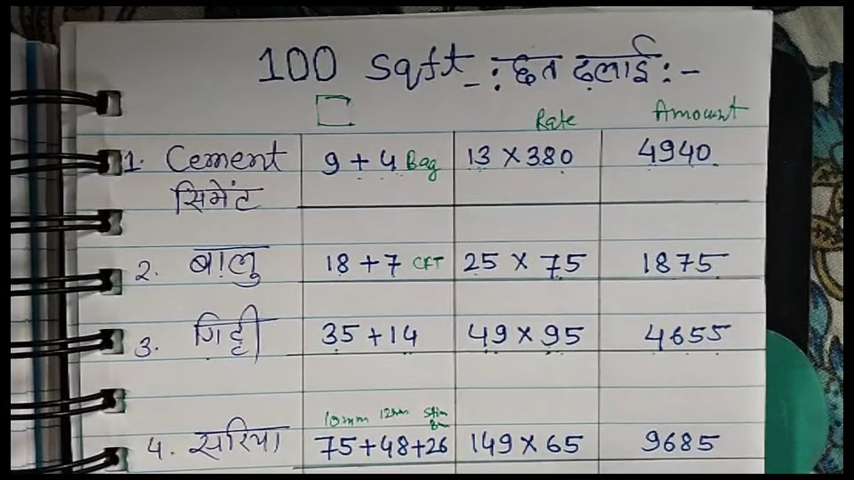 100 sqft :छत ढलाई:-
Rate Amount
1. Cement 9 + 4 Bag 13 × 380 4940
सिमेंट
2. बालु 18 + 7 CFT 25 × 75 1875
3. गिट्टी 35 + 14 49 × 95 4655
10mm 12mm
4. सरिया 75+48+26 149 × 65 9685